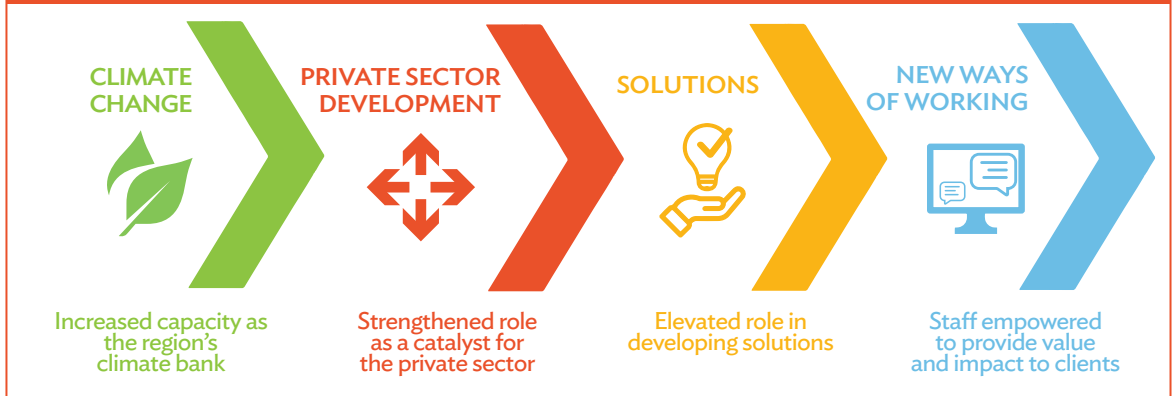 CLIMATE
CHANGE
Increased capacity as
the region's
climate bank
PRIVATE SECTOR
DEVELOPMENT
Strengthened role
as a catalyst for
the private sector
SOLUTIONS
Elevated role in
developing solutions
NEW WAYS
OF WORKING
Staff empowered
to provide value
and impact to clients